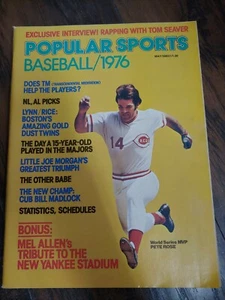 EXCLUSIVE INTERVIEW! RAPPING WITH TOM SEAVER
POPULAR SPORTS
BASEBALL/1976
DOES TM
HELP THE PLAYERS?
NL, AL PICKS
LYNN/RICE:
BOSTON'S
AMAZING GOLD
DUST TWINS
THE DAY A 15-YEAR-OLD
PLAYED IN THE MAJORS
LITTLE JOE MORGAN'S
GREATEST TRIUMPH
THE OTHER BABE
THE NEW CHAMP:
CUB BILL MADLOCK
STATISTICS, SCHEDULES
14
REDS
BONUS:
MEL ALLEN'S
TRIBUTE TO THE
NEW YANKEE STADIUM
World Series MVP
PETE ROSE